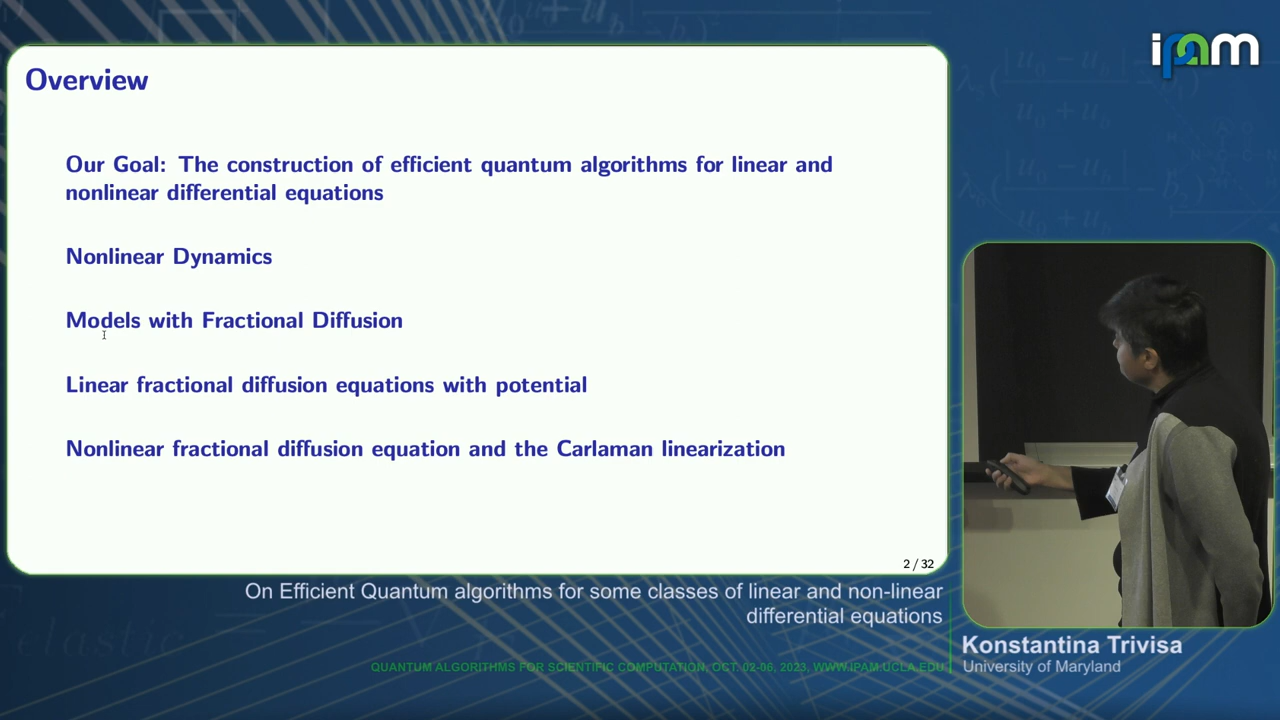 ipam
Overview
Our Goal: The construction of efficient quantum algorithms for linear and
nonlinear differential equations
Nonlinear Dynamics
Models with Fractional Diffusion
Linear fractional diffusion equations with potential
Nonlinear fractional diffusion equation and the Carlaman linearization
2 / 32
On Efficient Quantum algorithms for some classes of linear and non-linear
differential equations
Konstantina Trivisa
University of Maryland
QUANTUM ALGORITHMS FOR SCIENTIFIC COMPUTATION, OCT. 02-06, 2023, WWW.IPAM.UCLA.EDU
elastic